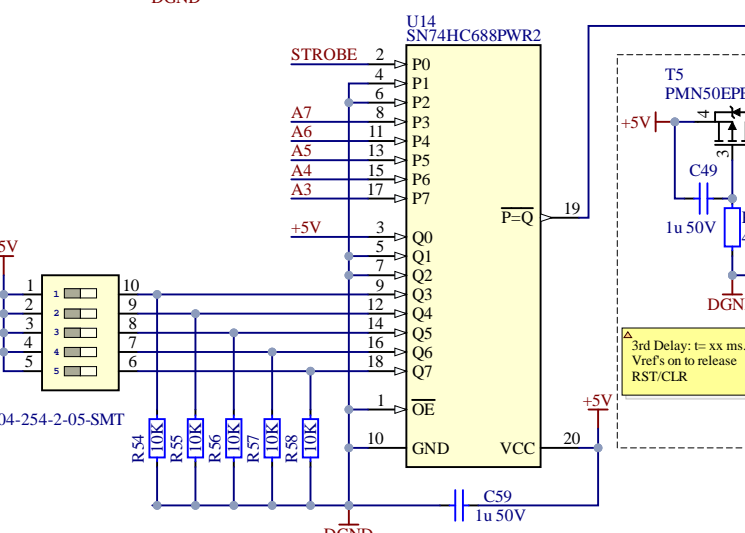 DGND
U14
SN74HC688PWR2
STROBE 2 P0
4 P1
6 P2
A7 8 P3
A6 11 P4
A5 13 P5
A4 15 P6
A3 17 P7
P=Q 19
+5V 3 Q0
5 Q1
7 Q2
9 Q3
12 Q4
14 Q5
16 Q6
18 Q7
1 OE
10 GND
VCC 20
5V
1 1 10
2 2 9
3 3 8
4 4 7
5 5 6
04-254-2-05-SMT
R54 10K
R55 10K
R56 10K
R57 10K
R58 10K
C59
1u 50V
DGND
+5V
T5
PMN50EPE
+5V
4
3
C49
1u 50V
DGN
3rd Delay: t= xx ms.
Vref's on to release
RST/CLR